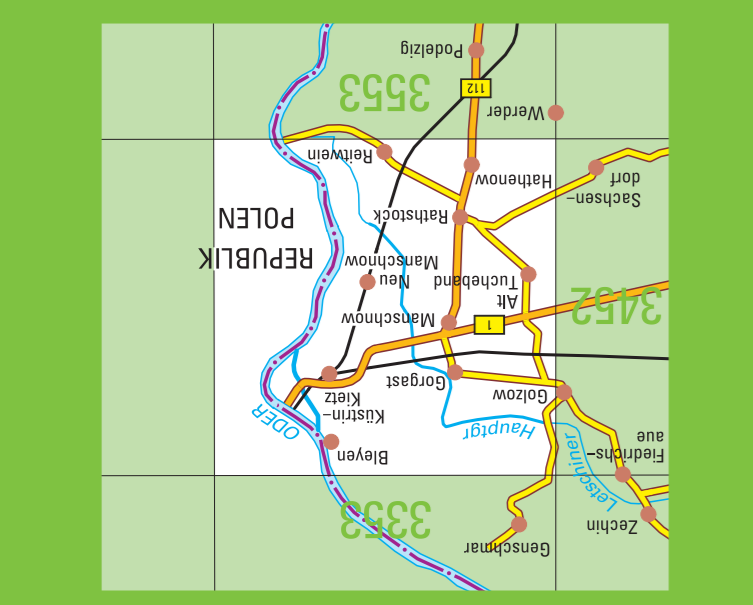 Genschmar
Zechin
3353
Letschiner
Bleyen
Fiedrichs-
aue
Hauptgr
ODER
Küstrin-
Kietz
Golzow
Gorgast
1
Manschnow
3452
Alt
Tucheband
Neu
Manschnow
REPUBLIK
POLEN
Rathstock
Sachsen-
dorf
Hathenow
Reitwein
Werder
3553
112
Podelzig